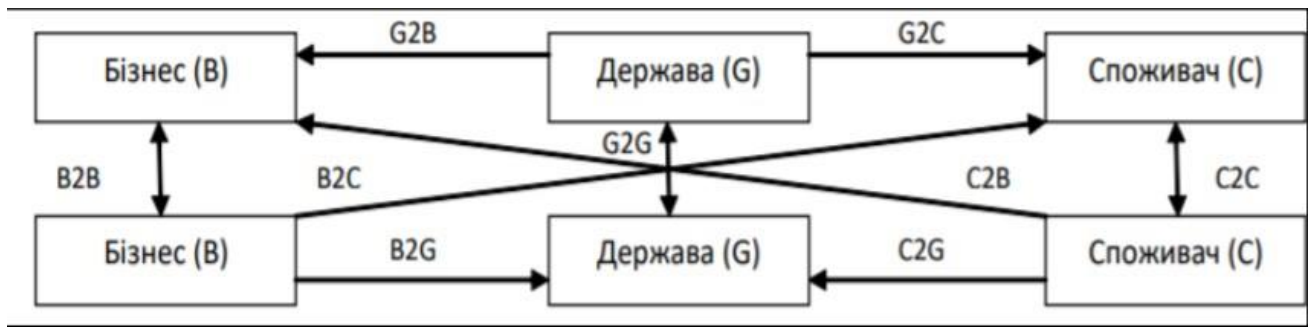 G2B G2C
Бізнес (B) Держава (G) Споживач (C)
G2G
B2B B2C C2B C2C
Бізнес (B) B2G Держава (G) C2G Споживач (C)